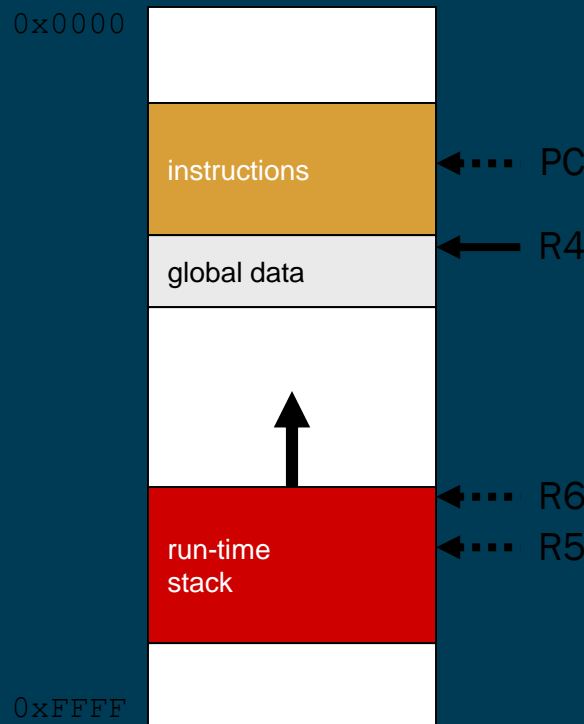 0x0000
instructions
PC
R4
global data
R6
R5
run-time
stack
0xFFFF